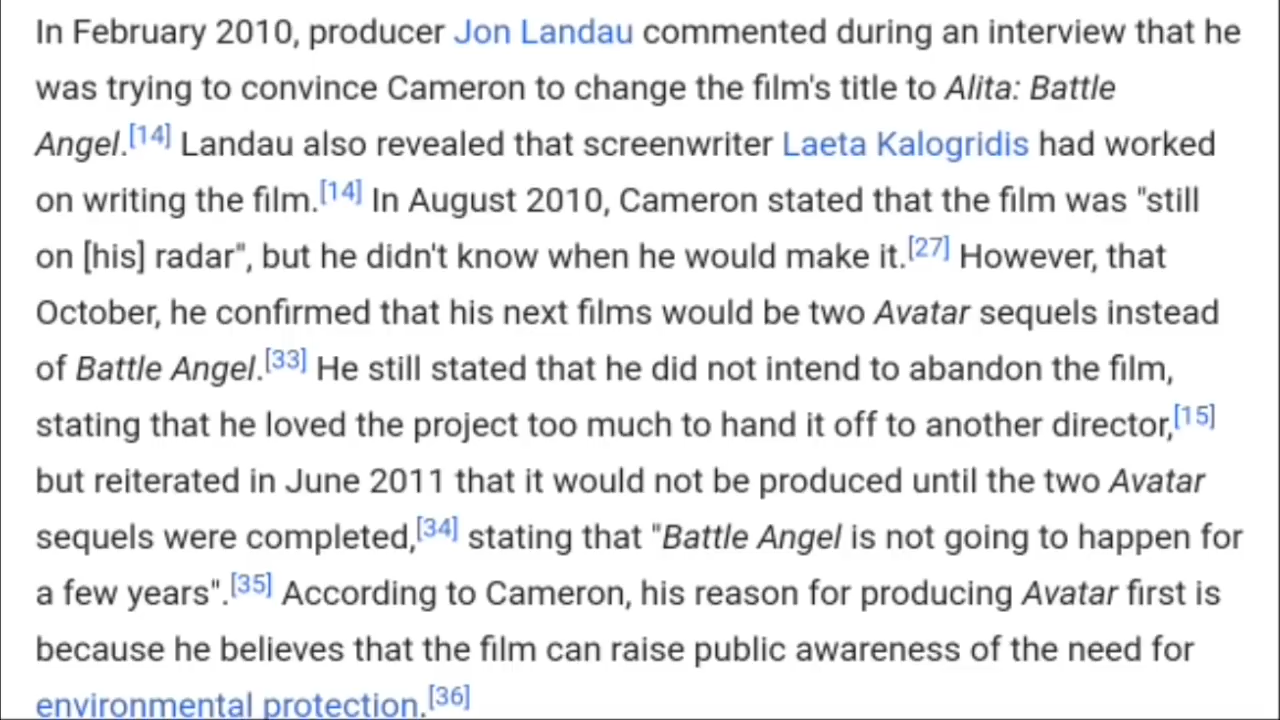 In February 2010, producer Jon Landau commented during an interview that he
was trying to convince Cameron to change the film's title to Alita: Battle
Angel.[14] Landau also revealed that screenwriter Laeta Kalogridis had worked
on writing the film.[14] In August 2010, Cameron stated that the film was "still
on [his] radar", but he didn't know when he would make it.[27] However, that
October, he confirmed that his next films would be two Avatar sequels instead
of Battle Angel.[33] He still stated that he did not intend to abandon the film,
stating that he loved the project too much to hand it off to another director,[15]
but reiterated in June 2011 that it would not be produced until the two Avatar
sequels were completed,[34] stating that "Battle Angel is not going to happen for
a few years".[35] According to Cameron, his reason for producing Avatar first is
because he believes that the film can raise public awareness of the need for
environmental protection.[36]